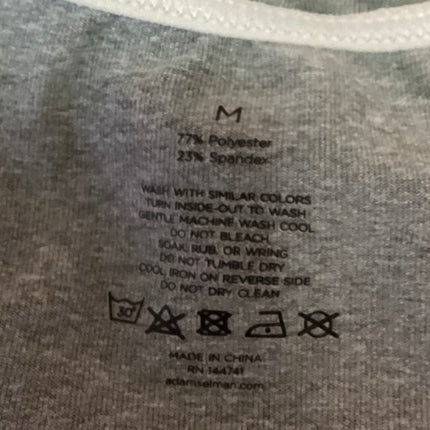 M
77% Polyester
23% Spandex
WASH WITH SIMILAR COLORS
TURN INSIDE-OUT TO WASH
GENTLE MACHINE WASH COOL
DO NOT BLEACH,
SOAK, RUB, OR WRING
DO NOT TUMBLE DRY
COOL IRON ON REVERSE SIDE
DO NOT DRY CLEAN
30°
MADE IN CHINA
RN 144741
adamselman.com